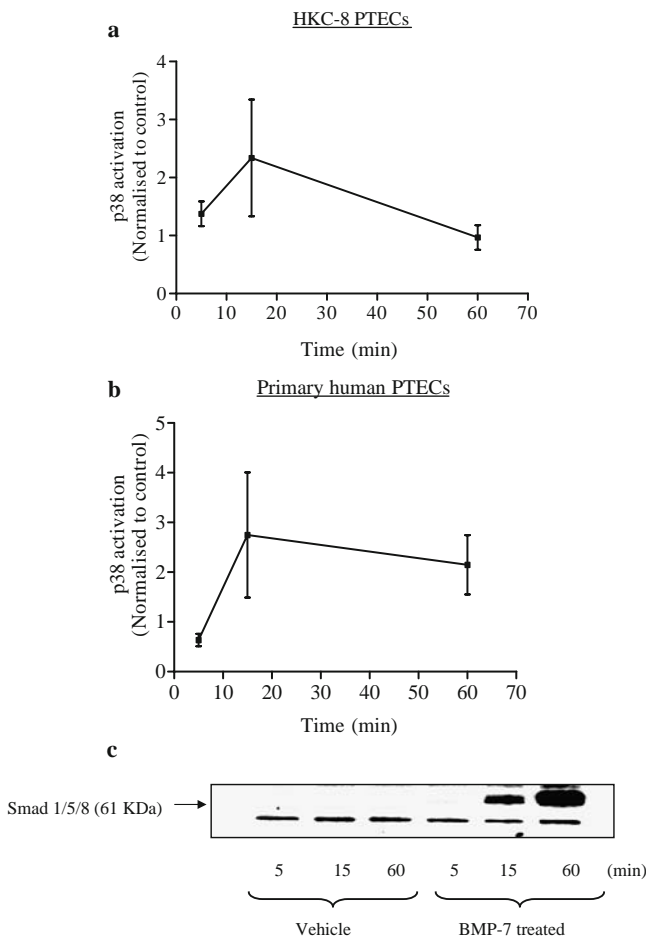 a
HKC-8 PTECs
p38 activation
(Normalised to control)
4
3
2
1
0
0 10 20 30 40 50 60 70
Time (min)
b
Primary human PTECs
p38 activation
(Normalised to control)
5
4
3
2
1
0
0 10 20 30 40 50 60 70
Time (min)
c
Smad 1/5/8 (61 KDa)
5 15 60 5 15 60 (min)
Vehicle BMP-7 treated